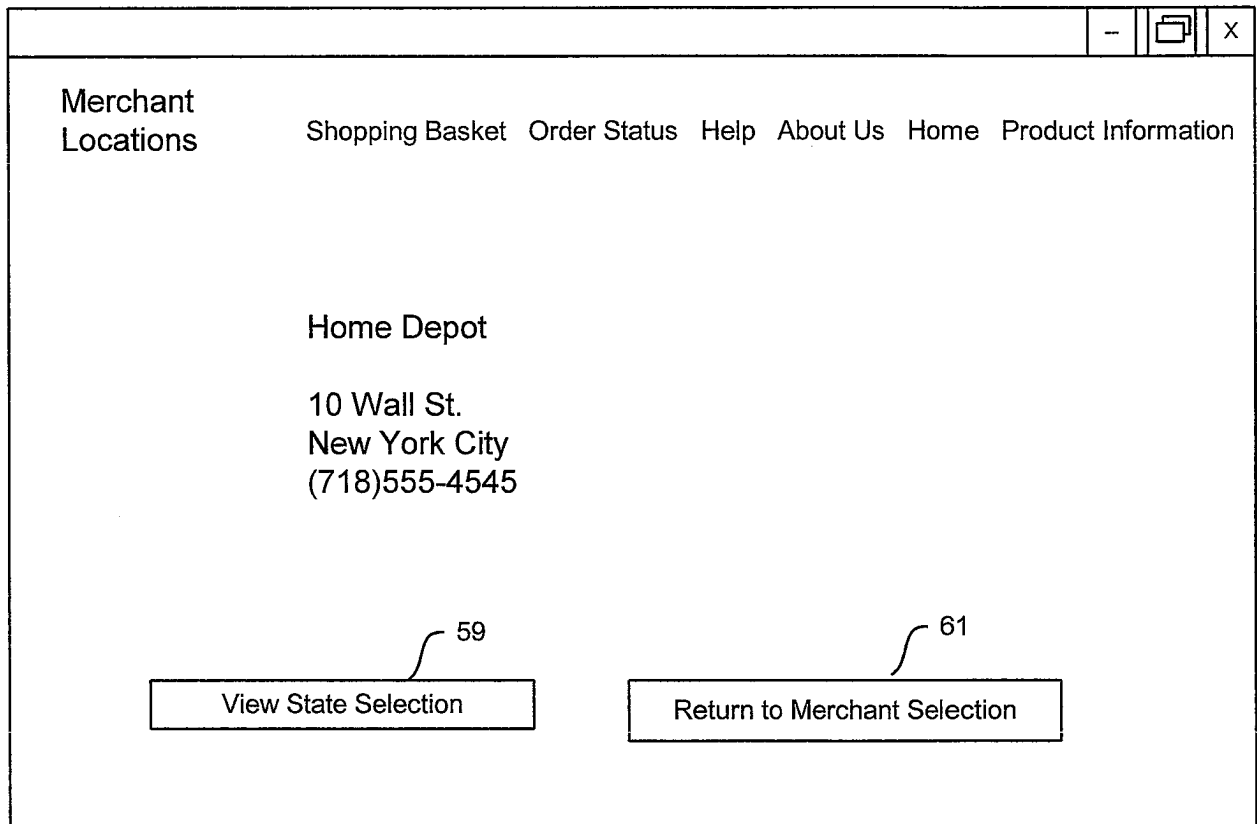 – X
Merchant
Locations
Shopping Basket Order Status Help About Us Home Product Information
Home Depot
10 Wall St.
New York City
(718)555-4545
59
61
View State Selection
Return to Merchant Selection